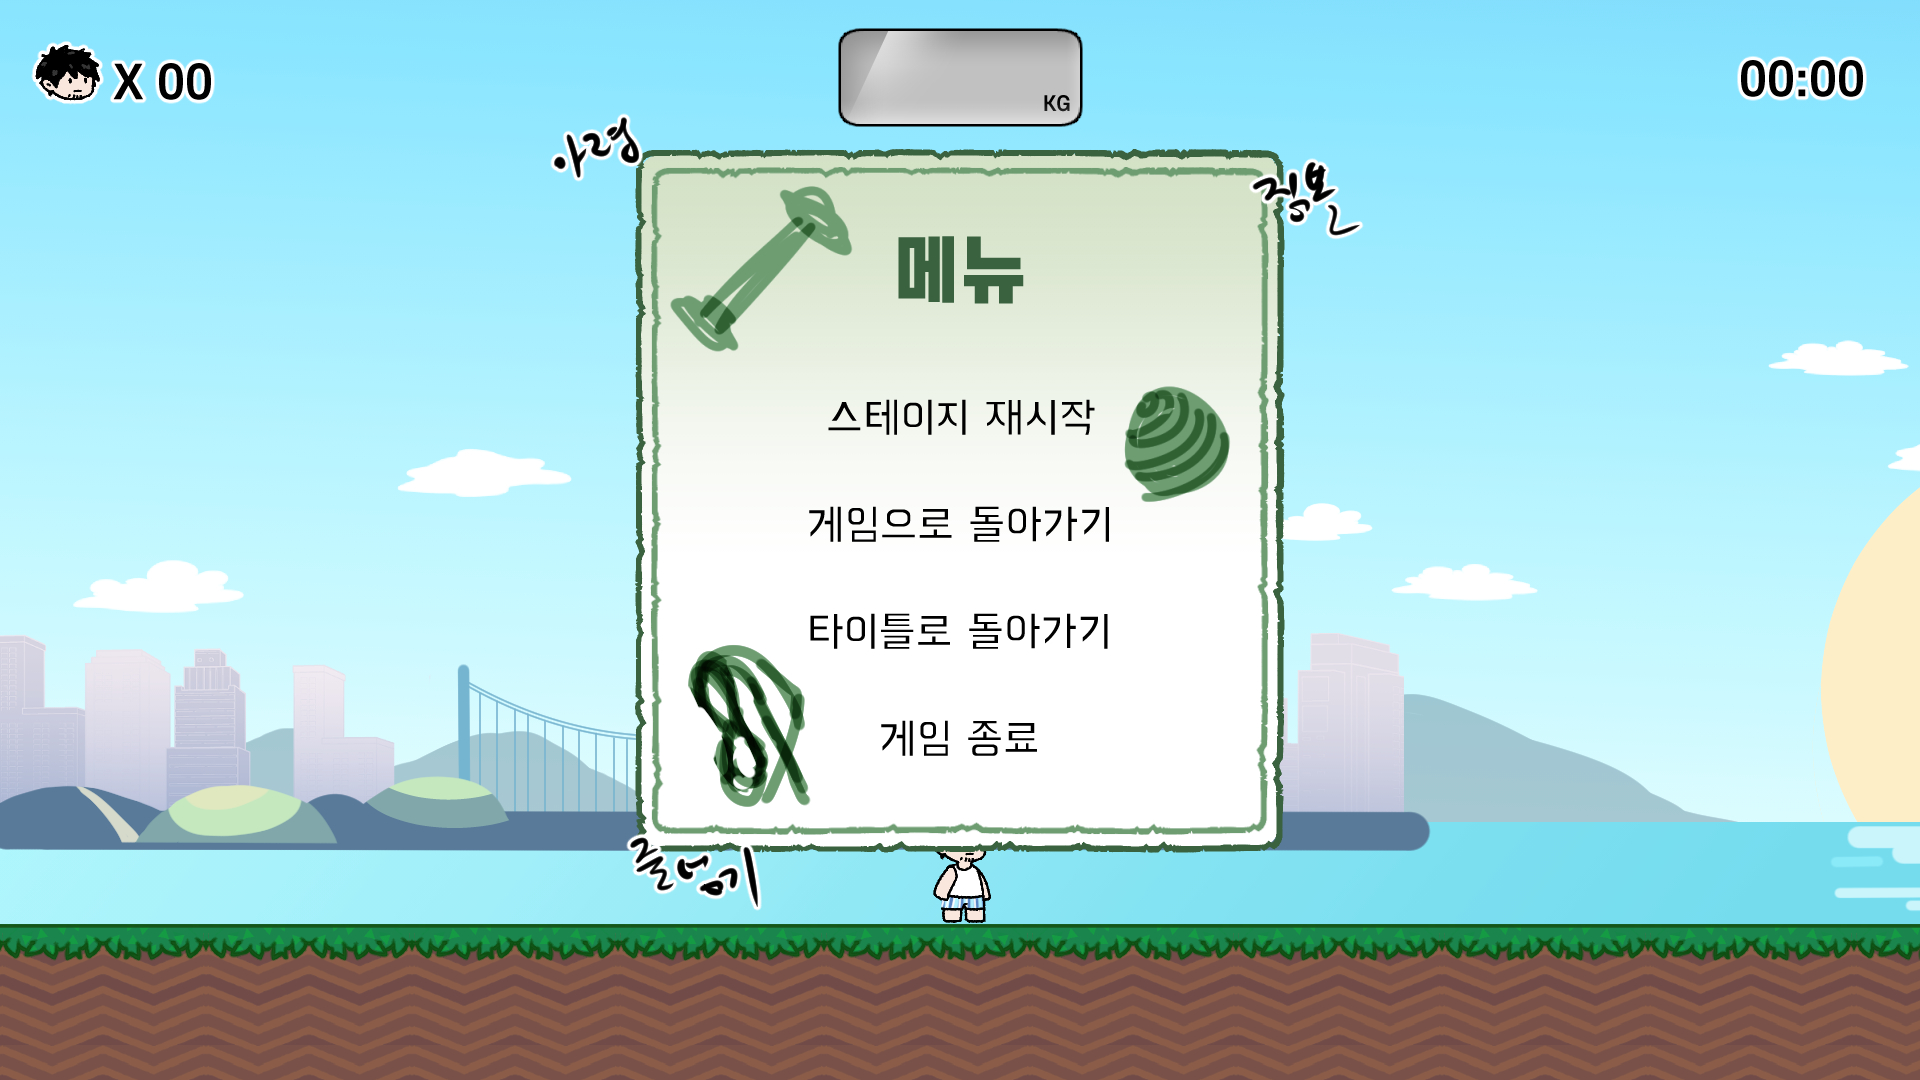 X 00
KG
00:00
아령
짐볼
메뉴
스테이지 재시작
게임으로 돌아가기
타이틀로 돌아가기
게임 종료
줄넘기